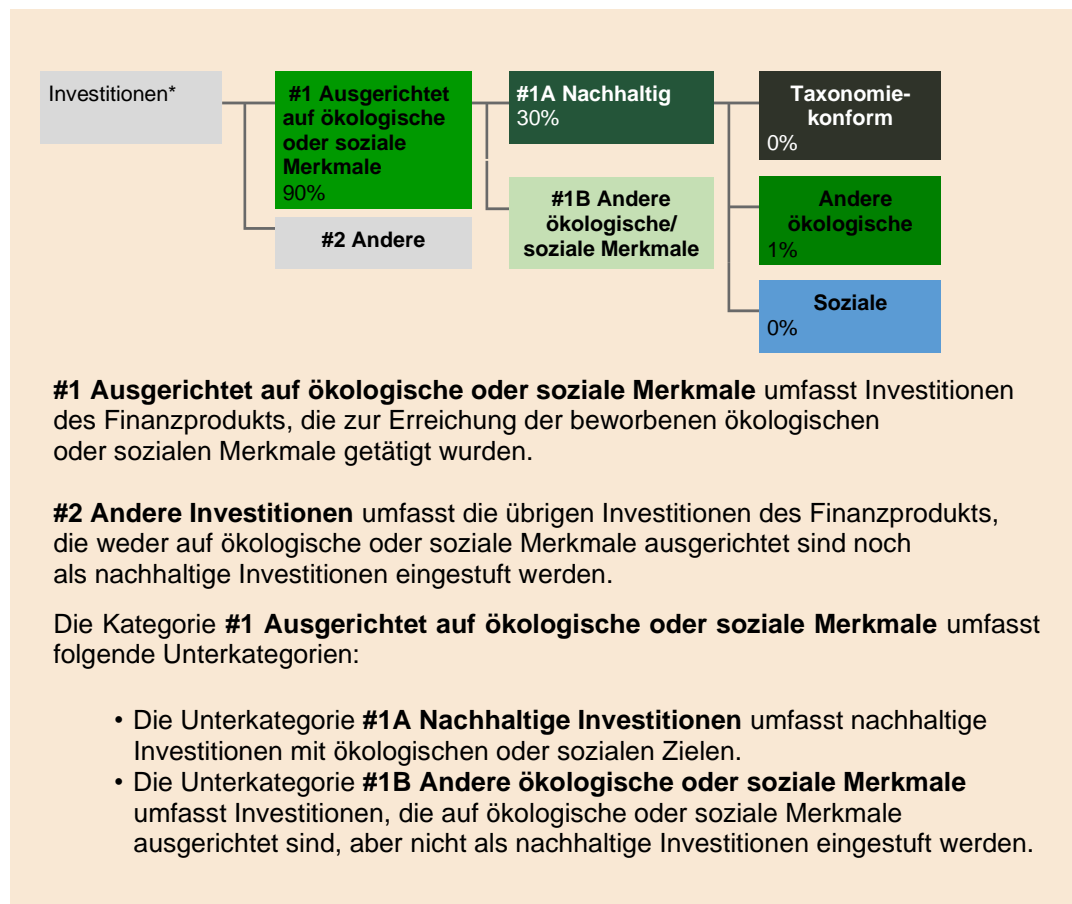 Investitionen*
#1 Ausgerichtet
auf ökologische
oder soziale
Merkmale
90%
#2 Andere
#1A Nachhaltig
30%
#1B Andere
ökologische/
soziale Merkmale
Taxonomie-
konform
0%
Andere
ökologische
1%
Soziale
0%
#1 Ausgerichtet auf ökologische oder soziale Merkmale umfasst Investitionen
des Finanzprodukts, die zur Erreichung der beworbenen ökologischen
oder sozialen Merkmale getätigt wurden.
#2 Andere Investitionen umfasst die übrigen Investitionen des Finanzprodukts,
die weder auf ökologische oder soziale Merkmale ausgerichtet sind noch
als nachhaltige Investitionen eingestuft werden.
Die Kategorie #1 Ausgerichtet auf ökologische oder soziale Merkmale umfasst
folgende Unterkategorien:
• Die Unterkategorie #1A Nachhaltige Investitionen umfasst nachhaltige
Investitionen mit ökologischen oder sozialen Zielen.
• Die Unterkategorie #1B Andere ökologische oder soziale Merkmale
umfasst Investitionen, die auf ökologische oder soziale Merkmale
ausgerichtet sind, aber nicht als nachhaltige Investitionen eingestuft werden.